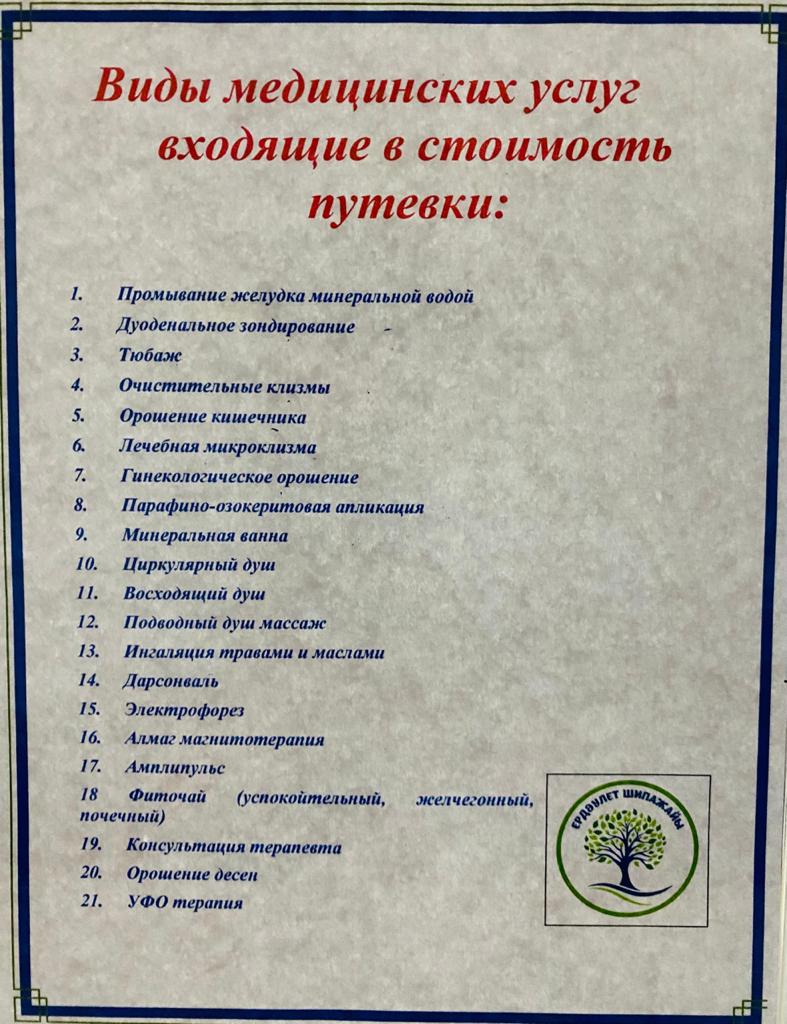 Виды медицинских услуг
входящие в стоимость
путевки:
1. Промывание желудка минеральной водой
2. Дуоденальное зондирование
3. Тюбаж
4. Очистительные клизмы
5. Орошение кишечника
6. Лечебная микроклизма
7. Гинекологическое орошение
8. Парафино-озокеритовая апликация
9. Минеральная ванна
10. Циркулярный душ
11. Восходящий душ
12. Подводный душ массаж
13. Ингаляция травами и маслами
14. Дарсонваль
15. Электрофорез
16. Алмаг магнитотерапия
17. Амплипульс
18 Фиточай (успокойтельный, желчегонный,
почечный)
19. Консультация терапевта
20. Орошение десен
21. УФО терапия
ЕРДӘУЛЕТ ШИПАЖАЙЫ